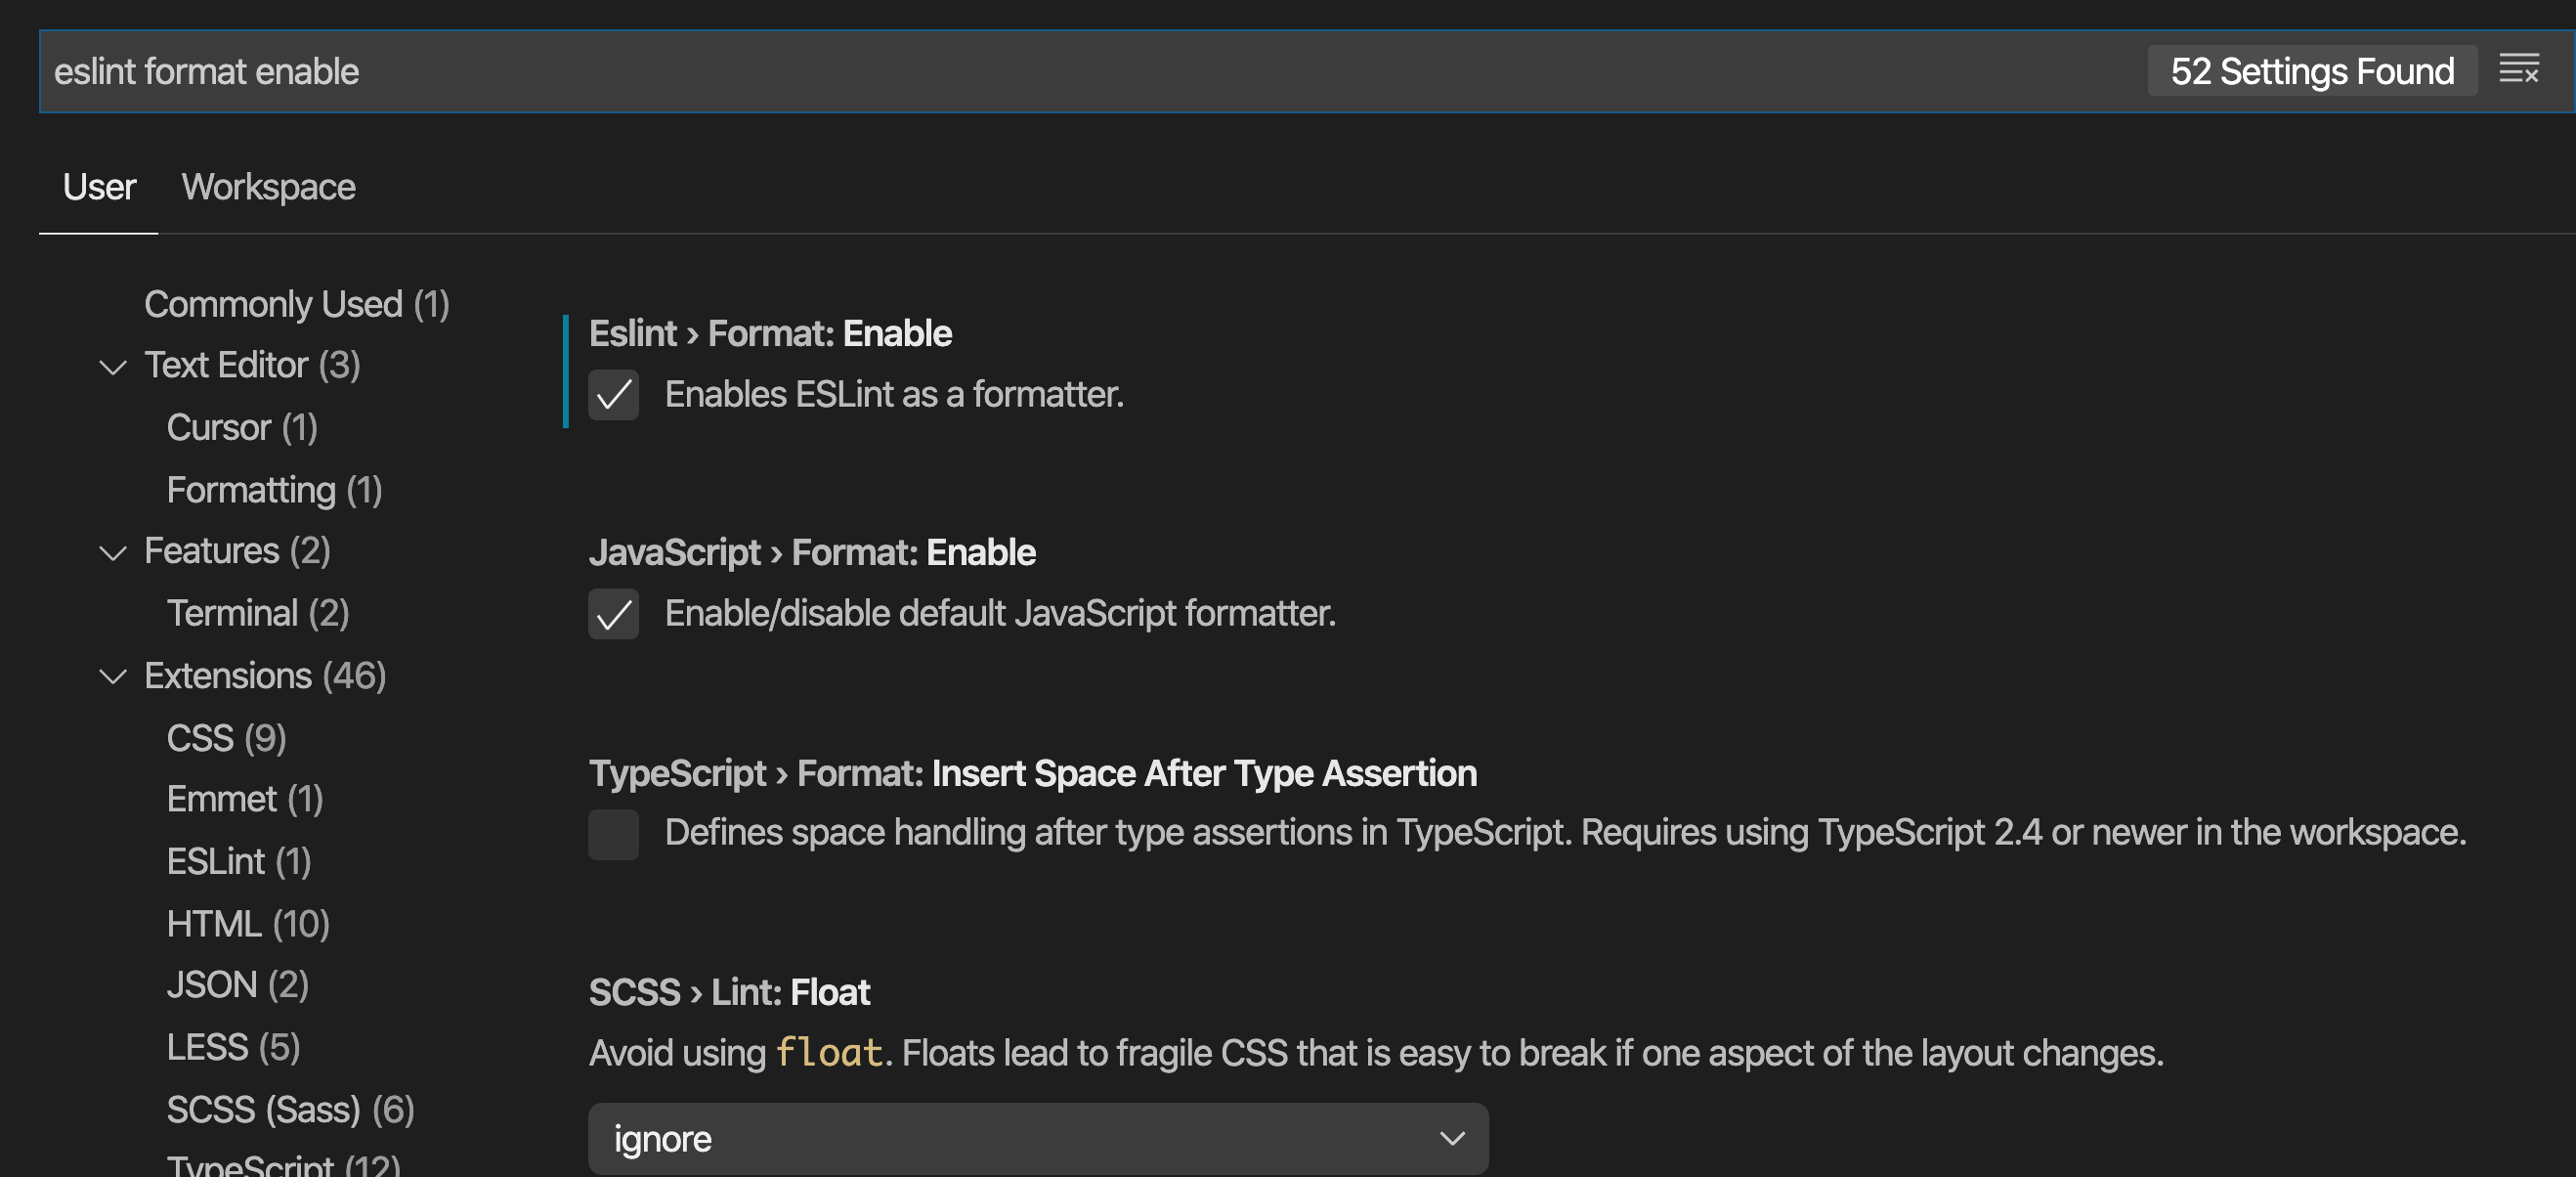 eslint format enable
52 Settings Found
User
Workspace
Commonly Used (1)
Text Editor (3)
Cursor (1)
Formatting (1)
Features (2)
Terminal (2)
Extensions (46)
CSS (9)
Emmet (1)
ESLint (1)
HTML (10)
JSON (2)
LESS (5)
SCSS (Sass) (6)
TypeScript (12)
Eslint › Format: Enable
Enables ESLint as a formatter.
JavaScript › Format: Enable
Enable/disable default JavaScript formatter.
TypeScript › Format: Insert Space After Type Assertion
Defines space handling after type assertions in TypeScript. Requires using TypeScript 2.4 or newer in the workspace.
SCSS › Lint: Float
Avoid using float. Floats lead to fragile CSS that is easy to break if one aspect of the layout changes.
ignore